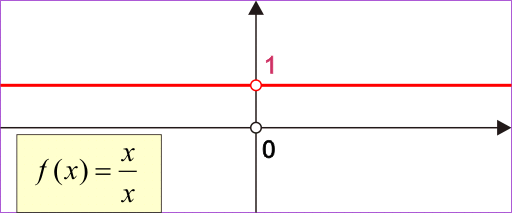 1
0
f(x) = x/x